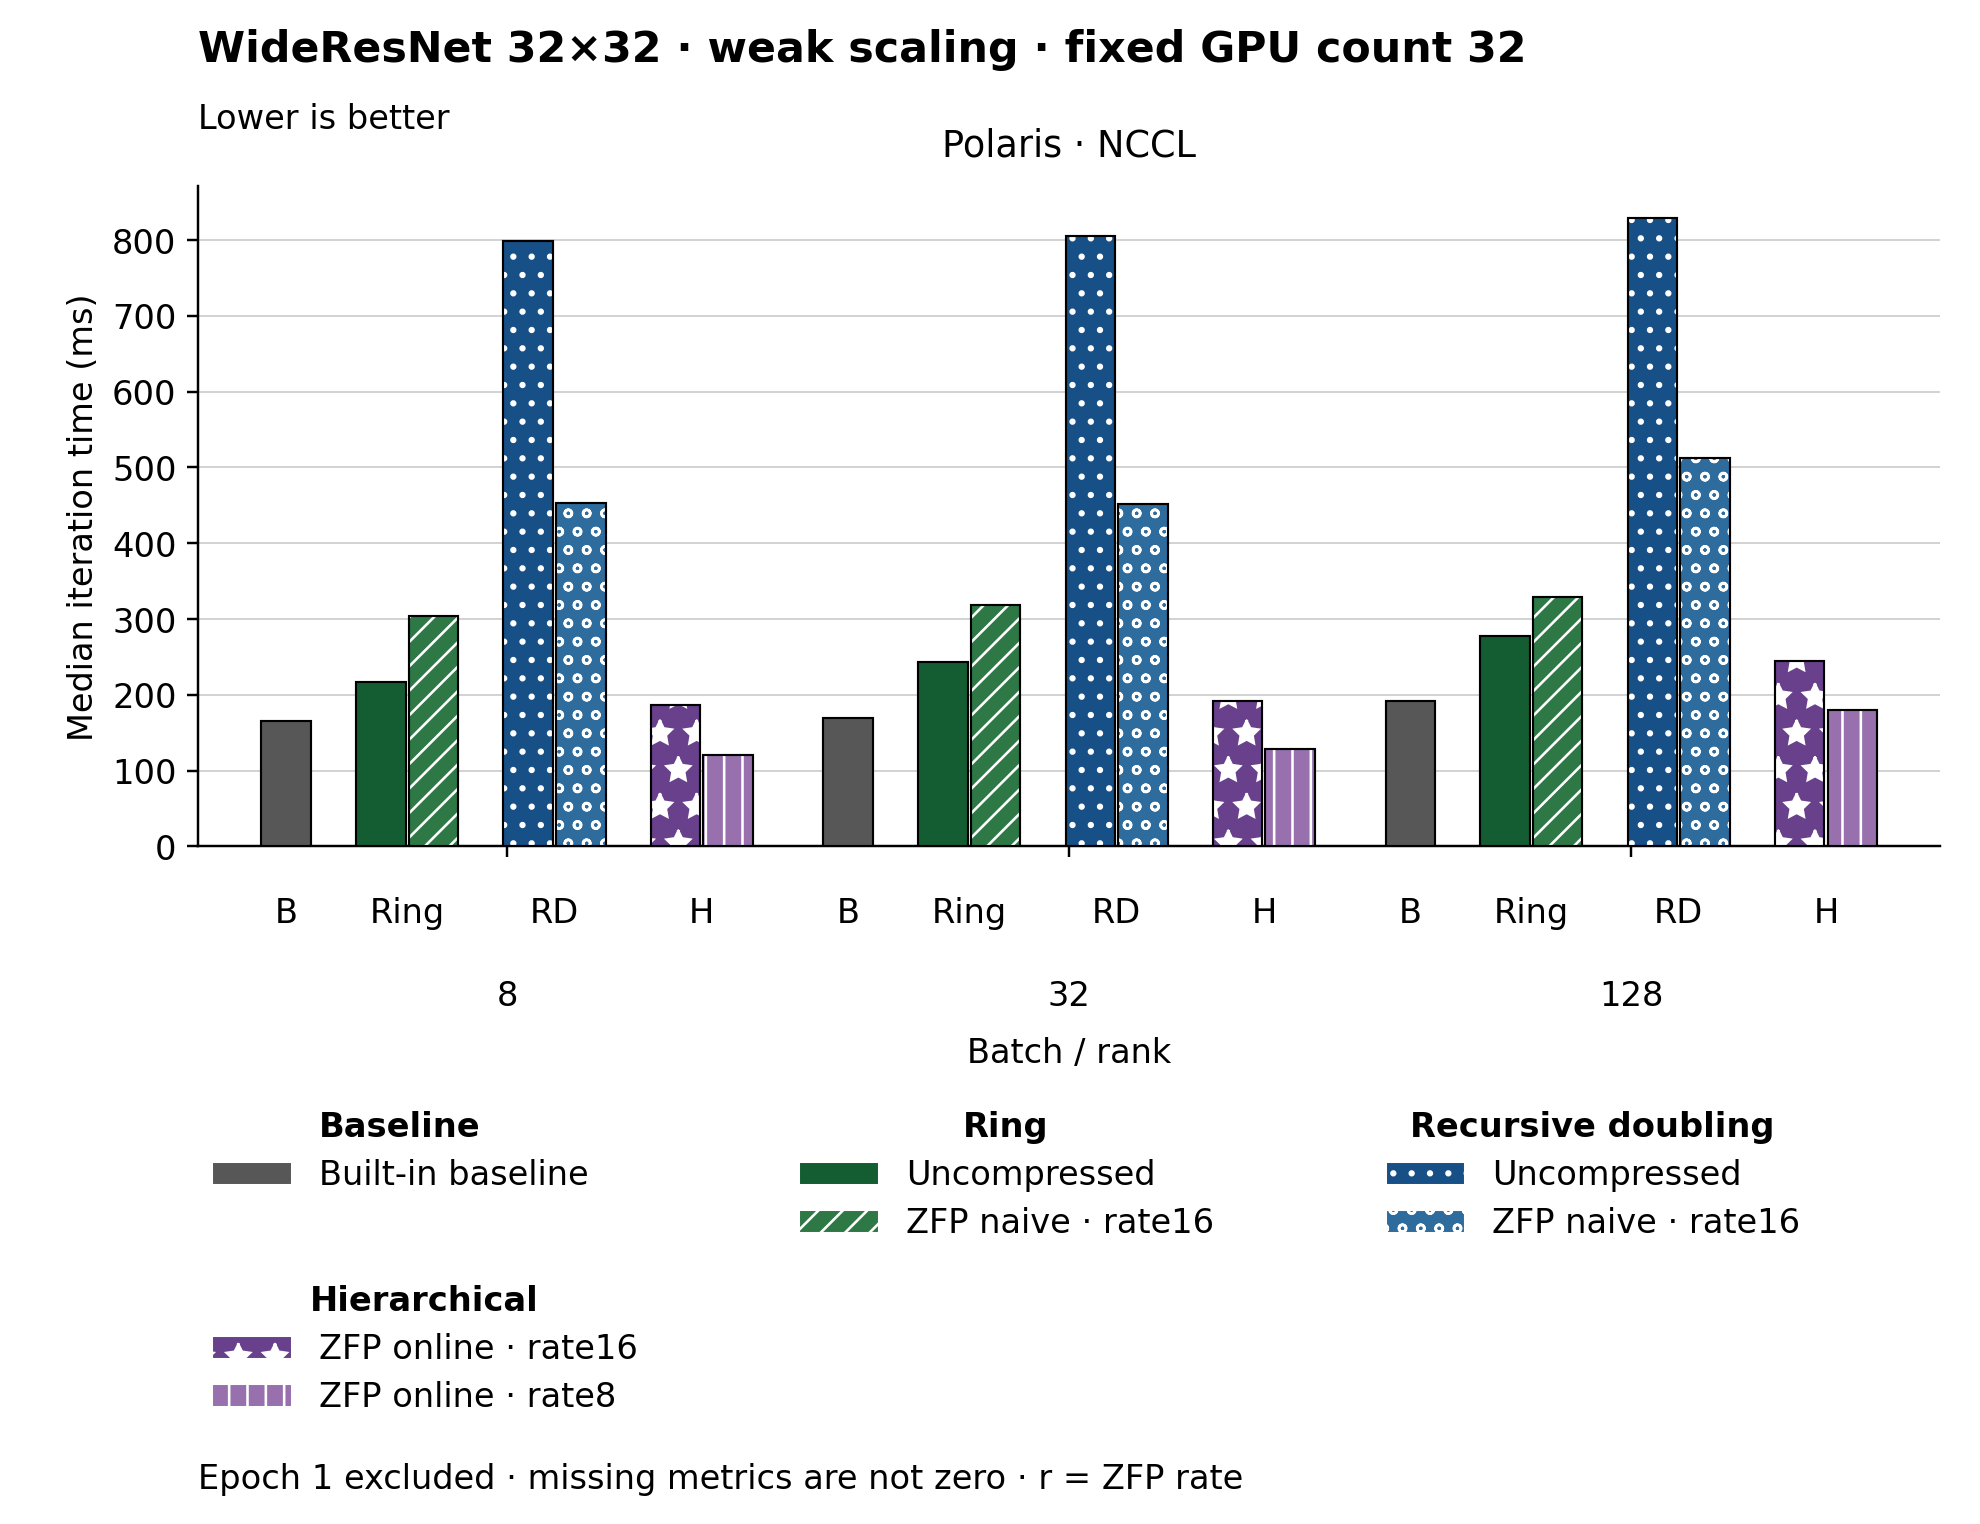 WideResNet 32×32 · weak scaling · fixed GPU count 32
Lower is better
Polaris · NCCL
Median iteration time (ms)
800
700
600
500
400
300
200
100
0
B Ring RD H B Ring RD H B Ring RD H
8 32 128
Batch / rank
Baseline
Built-in baseline
Ring
Uncompressed
ZFP naive · rate16
Recursive doubling
Uncompressed
ZFP naive · rate16
Hierarchical
ZFP online · rate16
ZFP online · rate8
Epoch 1 excluded · missing metrics are not zero · r = ZFP rate